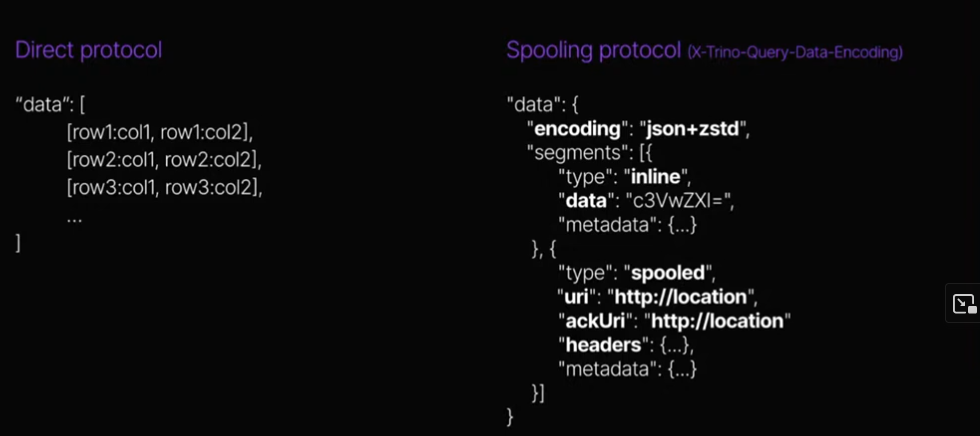 Direct protocol
"data": [
[row1:col1, row1:col2],
[row2:col1, row2:col2],
[row3:col1, row3:col2],
...
]
Spooling protocol (X-Trino-Query-Data-Encoding)
"data": {
"encoding": "json+zstd",
"segments": [{
"type": "inline",
"data": "c3VwZXI=",
"metadata": {...}
}, {
"type": "spooled",
"uri": "http://location",
"ackUri": "http://location"
"headers": {...},
"metadata": {...}
}]
}